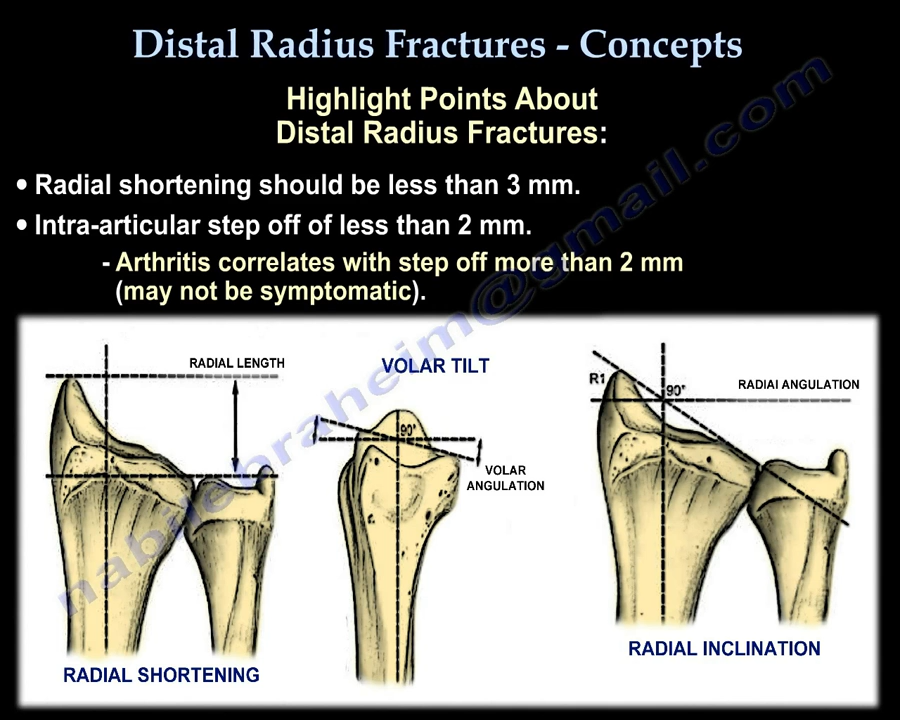 Distal Radius Fractures - Concepts
Highlight Points About
Distal Radius Fractures:
• Radial shortening should be less than 3 mm.
• Intra-articular step off of less than 2 mm.
- Arthritis correlates with step off more than 2 mm
(may not be symptomatic).
RADIAL LENGTH
RADIAL SHORTENING
VOLAR TILT
90°
VOLAR
ANGULATION
R1
90°
RADIAI ANGULATION
RADIAL INCLINATION
nabilebraheim@gmail.com